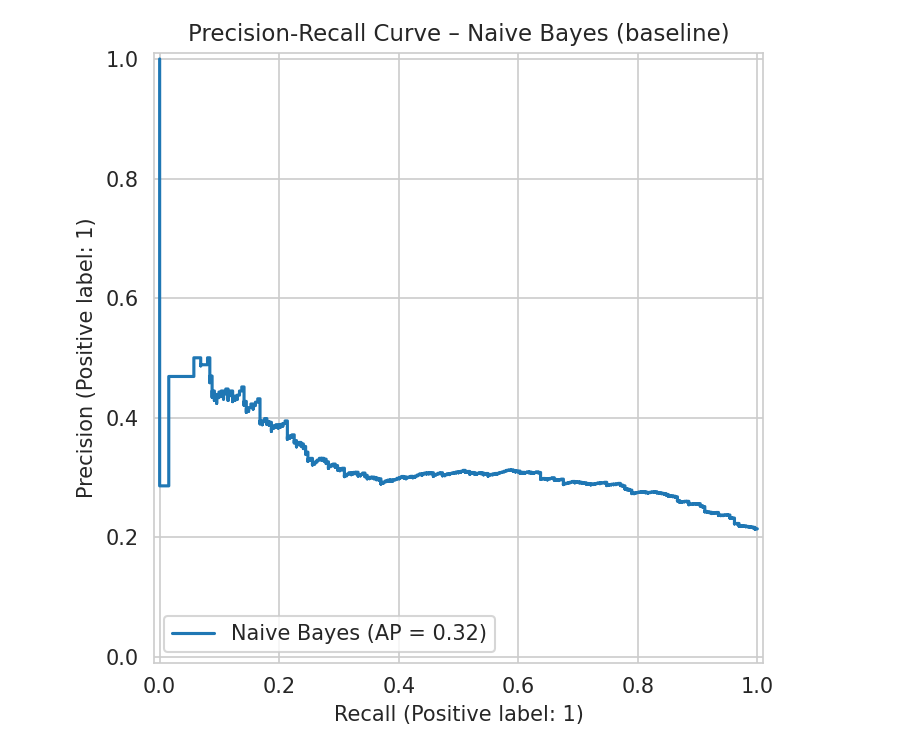 Precision-Recall Curve – Naive Bayes (baseline)
Precision (Positive label: 1)
1.0
0.8
0.6
0.4
0.2
0.0
Naive Bayes (AP = 0.32)
0.0 0.2 0.4 0.6 0.8 1.0
Recall (Positive label: 1)